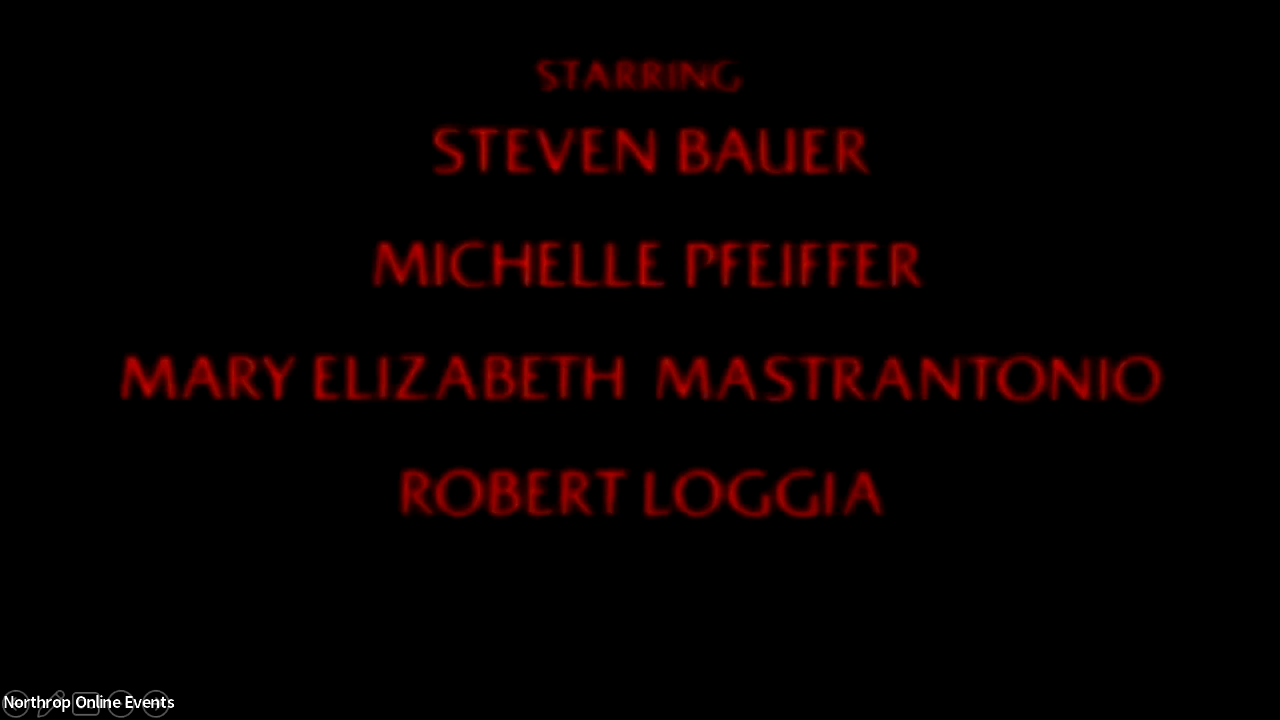 STARRING
STEVEN BAUER
MICHELLE PFEIFFER
MARY ELIZABETH MASTRANTONIO
ROBERT LOGGIA
Northrop Online Events